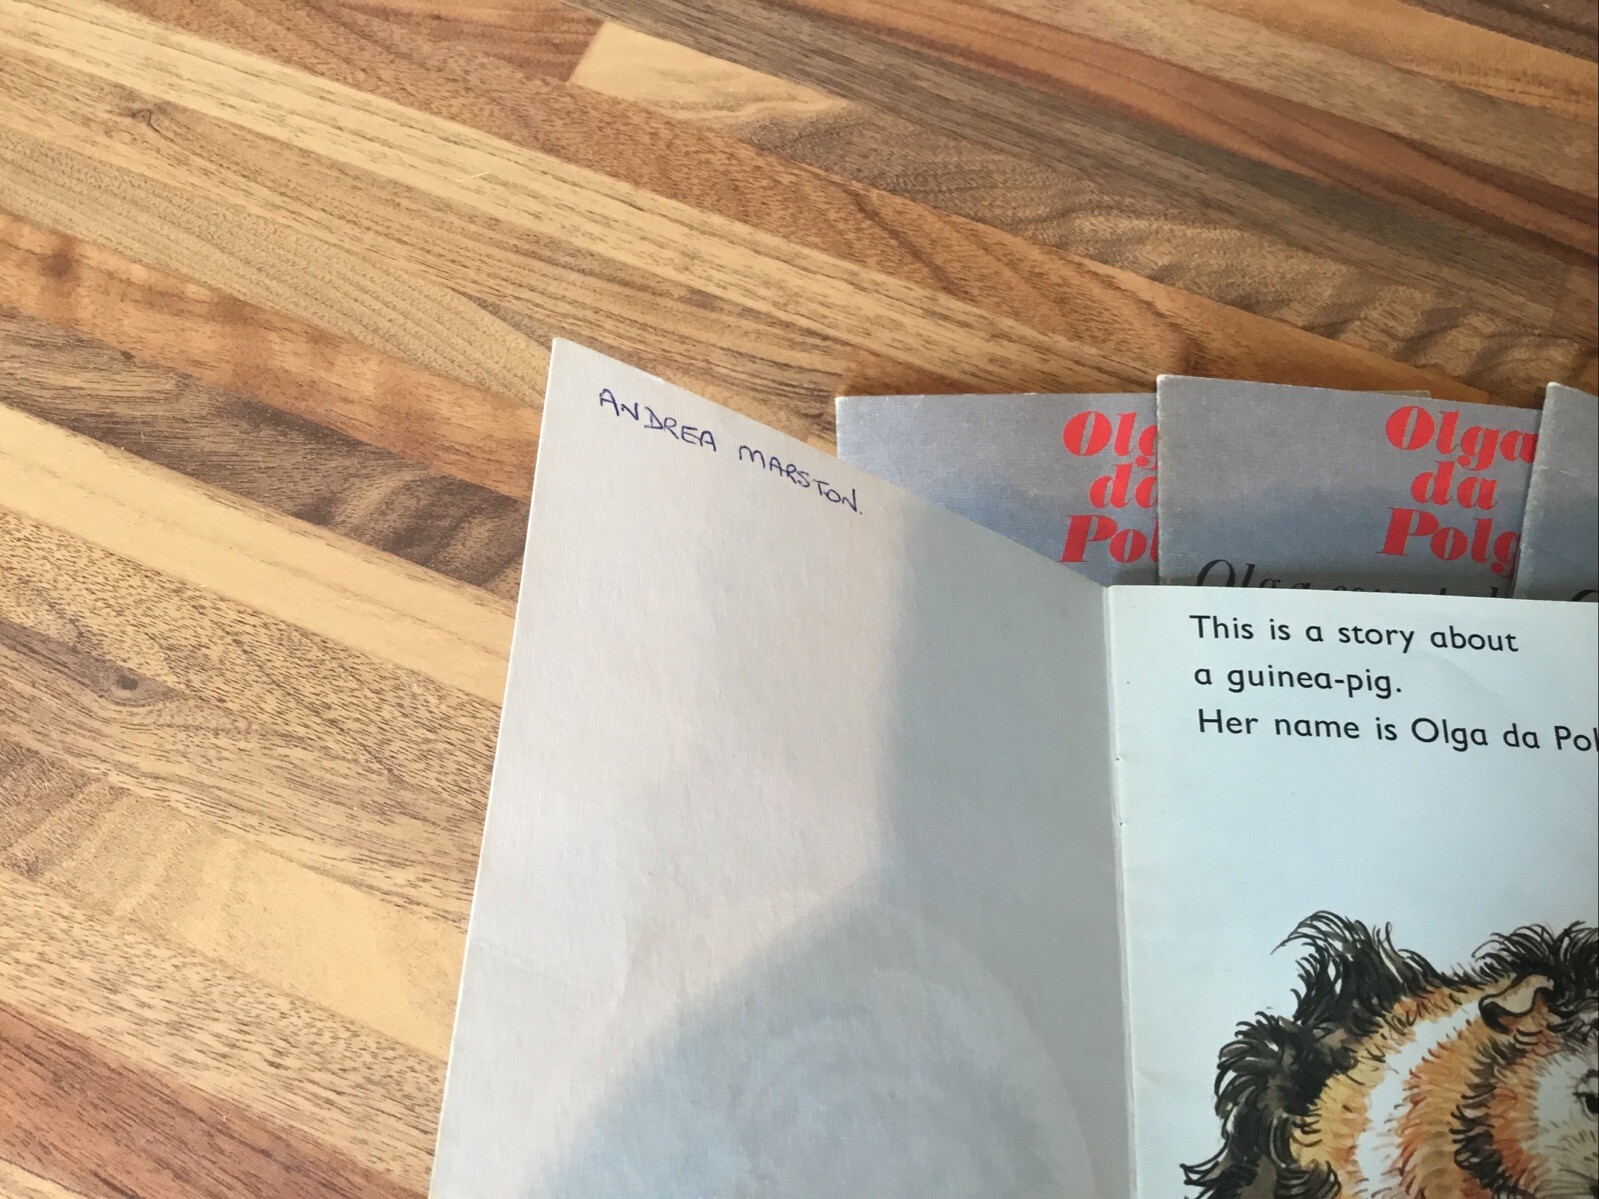 ANDREA MARSTON.
Olg
da
Pol
Olga
da
Polg
Olga
This is a story about
a guinea-pig.
Her name is Olga da Pol